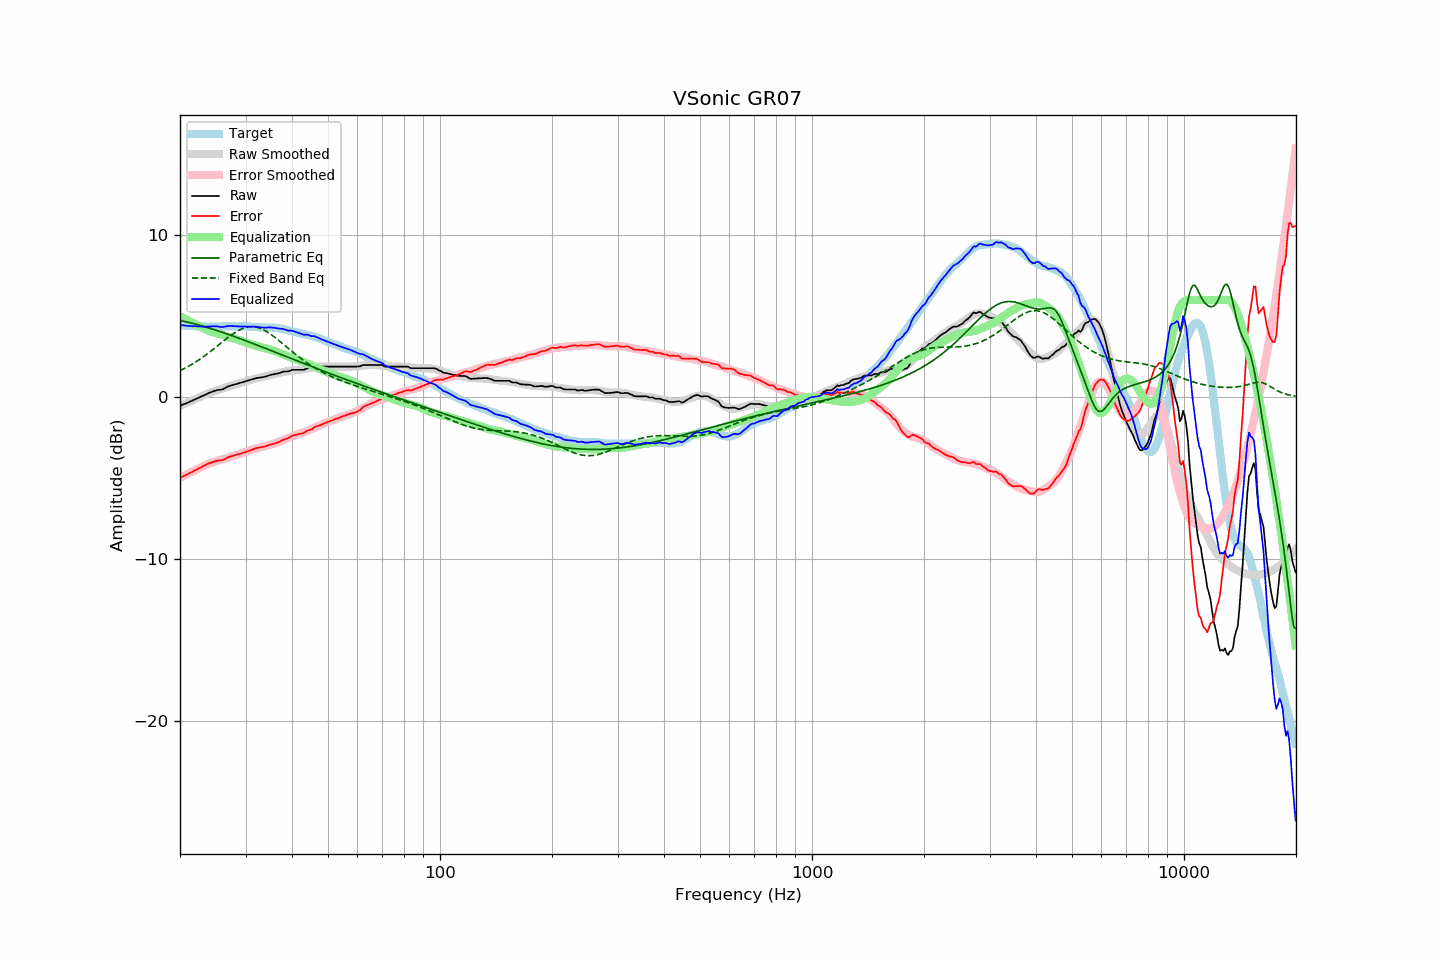 VSonic GR07
Target
Raw Smoothed
Error Smoothed
Raw
Error
Equalization
Parametric Eq
Fixed Band Eq
Equalized
10
0
−10
−20
Amplitude (dBr)
100
1000
10000
Frequency (Hz)